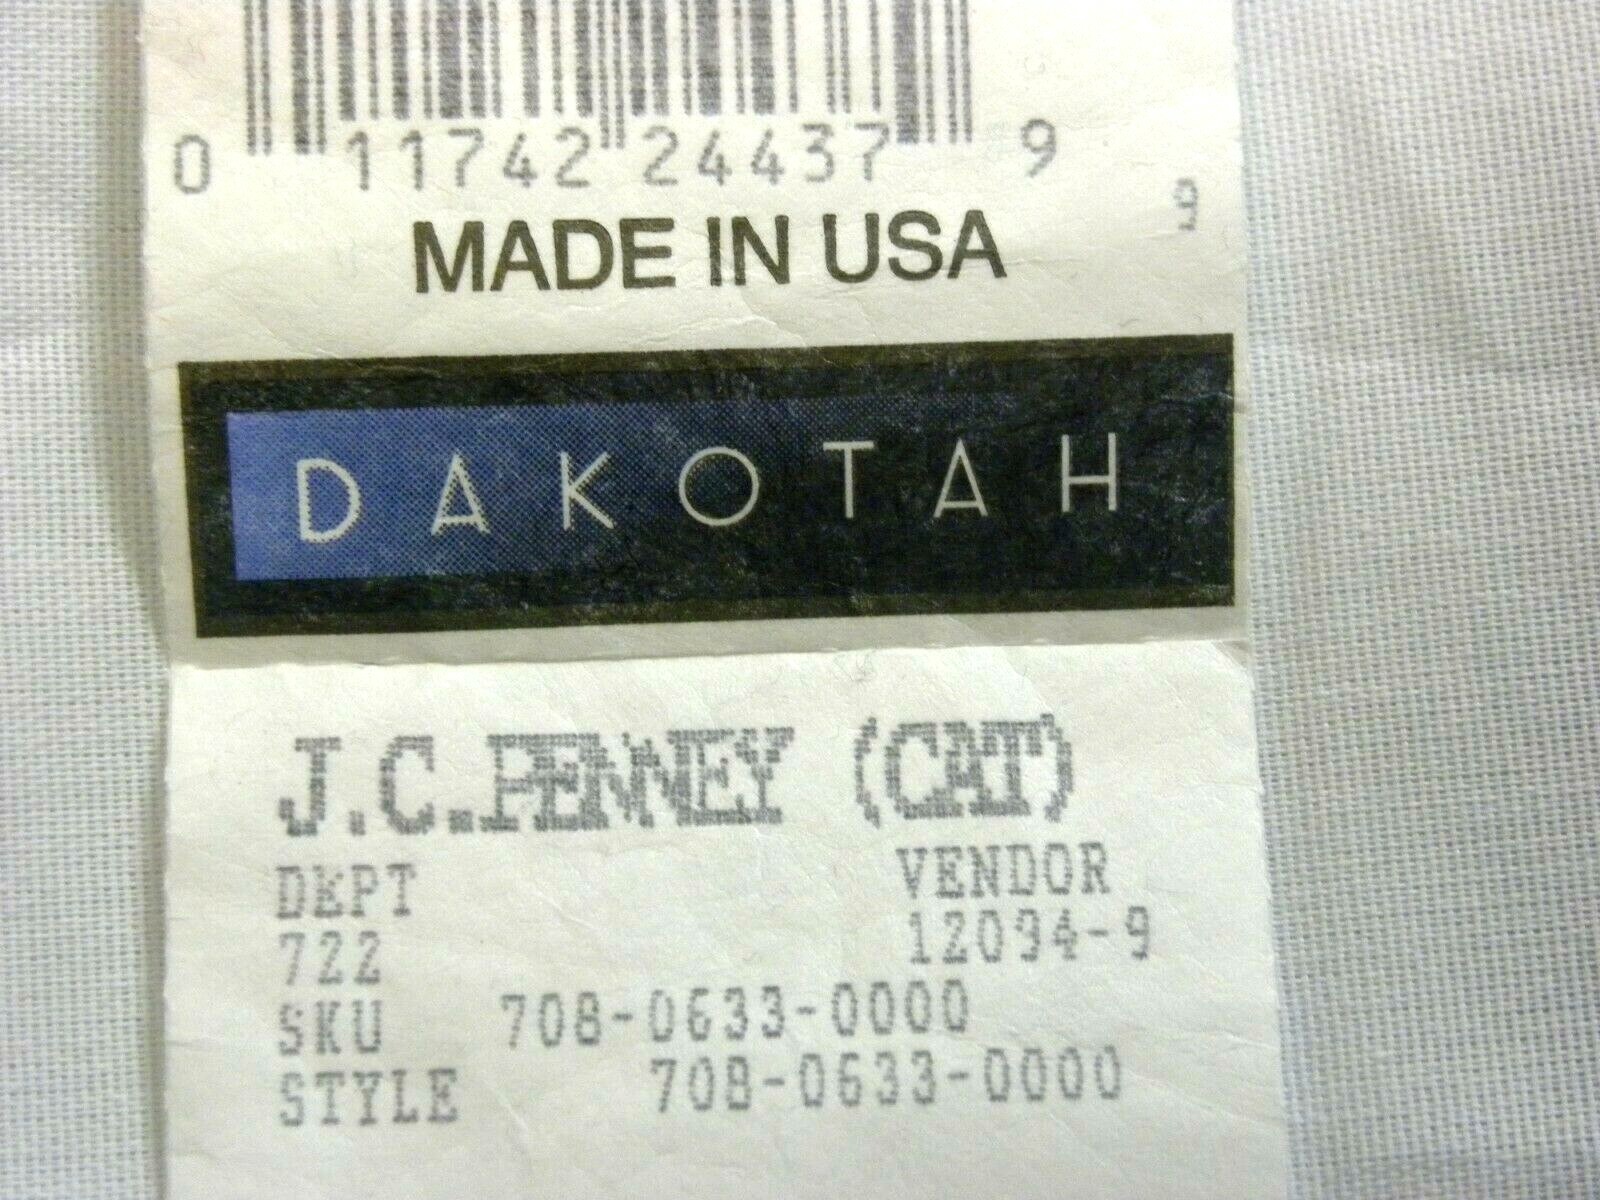 0 11742 24437 9
9
MADE IN USA
DAKOTAH
J.C.PENNEY (CAT)
DEPT VENDOR
722 12094-9
SKU 708-0633-0000
STYLE 708-0633-0000